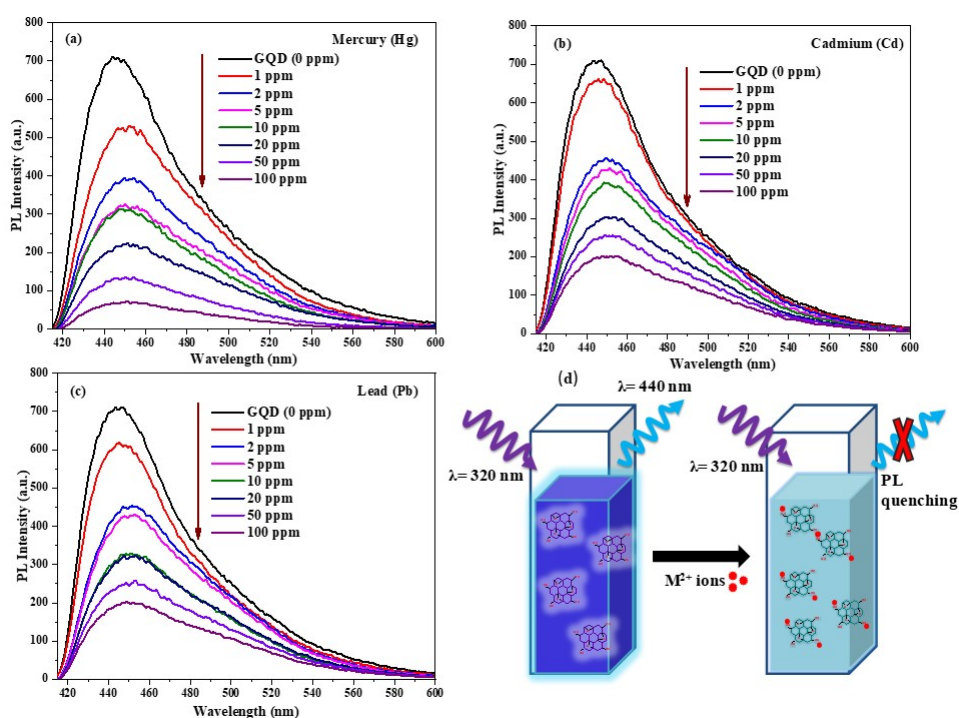 (a)
Mercury (Hg)
GQD (0 ppm)
1 ppm
2 ppm
5 ppm
10 ppm
20 ppm
50 ppm
100 ppm
PL Intensity (a.u.)
800
700
600
500
400
300
200
100
0
420 440 460 480 500 520 540 560 580 600
Wavelength (nm)
(b)
Cadmium (Cd)
GQD (0 ppm)
1 ppm
2 ppm
5 ppm
10 ppm
20 ppm
50 ppm
100 ppm
PL Intensity (a.u.)
800
700
600
500
400
300
200
100
0
420 440 460 480 500 520 540 560 580 600
Wavelength (nm)
(c)
Lead (Pb)
GQD (0 ppm)
1 ppm
2 ppm
5 ppm
10 ppm
20 ppm
50 ppm
100 ppm
PL Intensity (a.u.)
800
700
600
500
400
300
200
100
0
420 440 460 480 500 520 540 560 580 600
Wavelength (nm)
(d)
λ= 440 nm
λ= 320 nm
λ= 320 nm
PL
quenching
M²⁺ ions